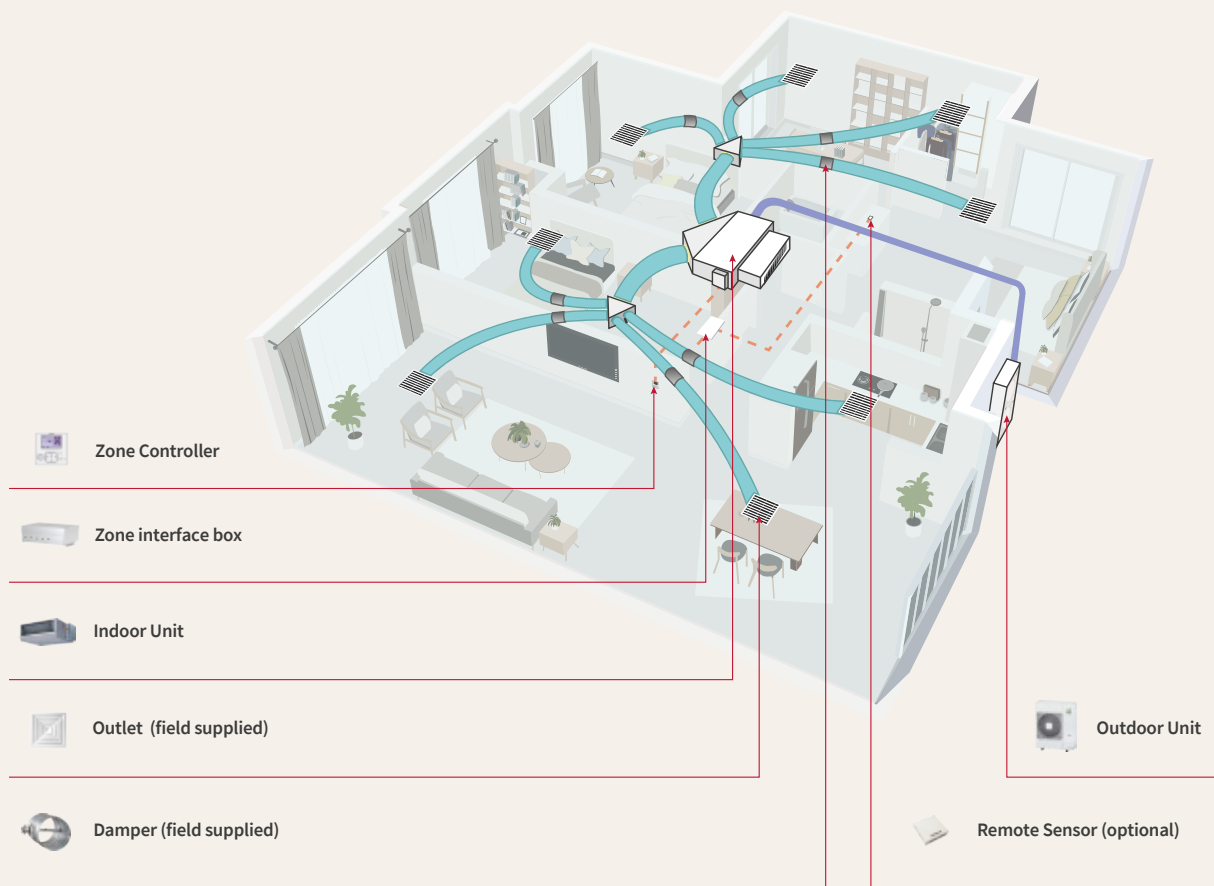 Zone Controller
Zone interface box
Indoor Unit
Outlet (field supplied)
Outdoor Unit
Damper (field supplied)
Remote Sensor (optional)